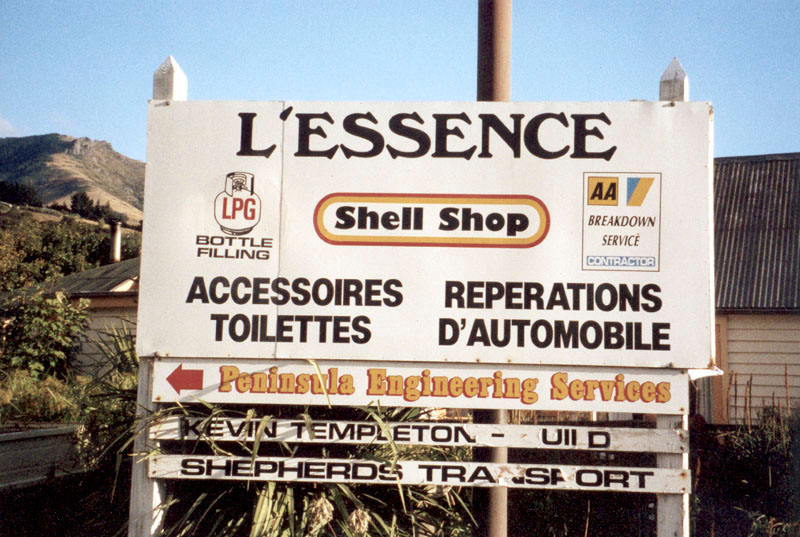 L'ESSENCE
LPG
BOTTLE
FILLING
Shell Shop
AA
BREAKDOWN
SERVICE
CONTRACTOR
ACCESSOIRES
TOILETTES
REPERATIONS
D'AUTOMOBILE
Peninsula Engineering Services
KEVIN TEMPLETON -
SHEPHERDS TRANSPORT